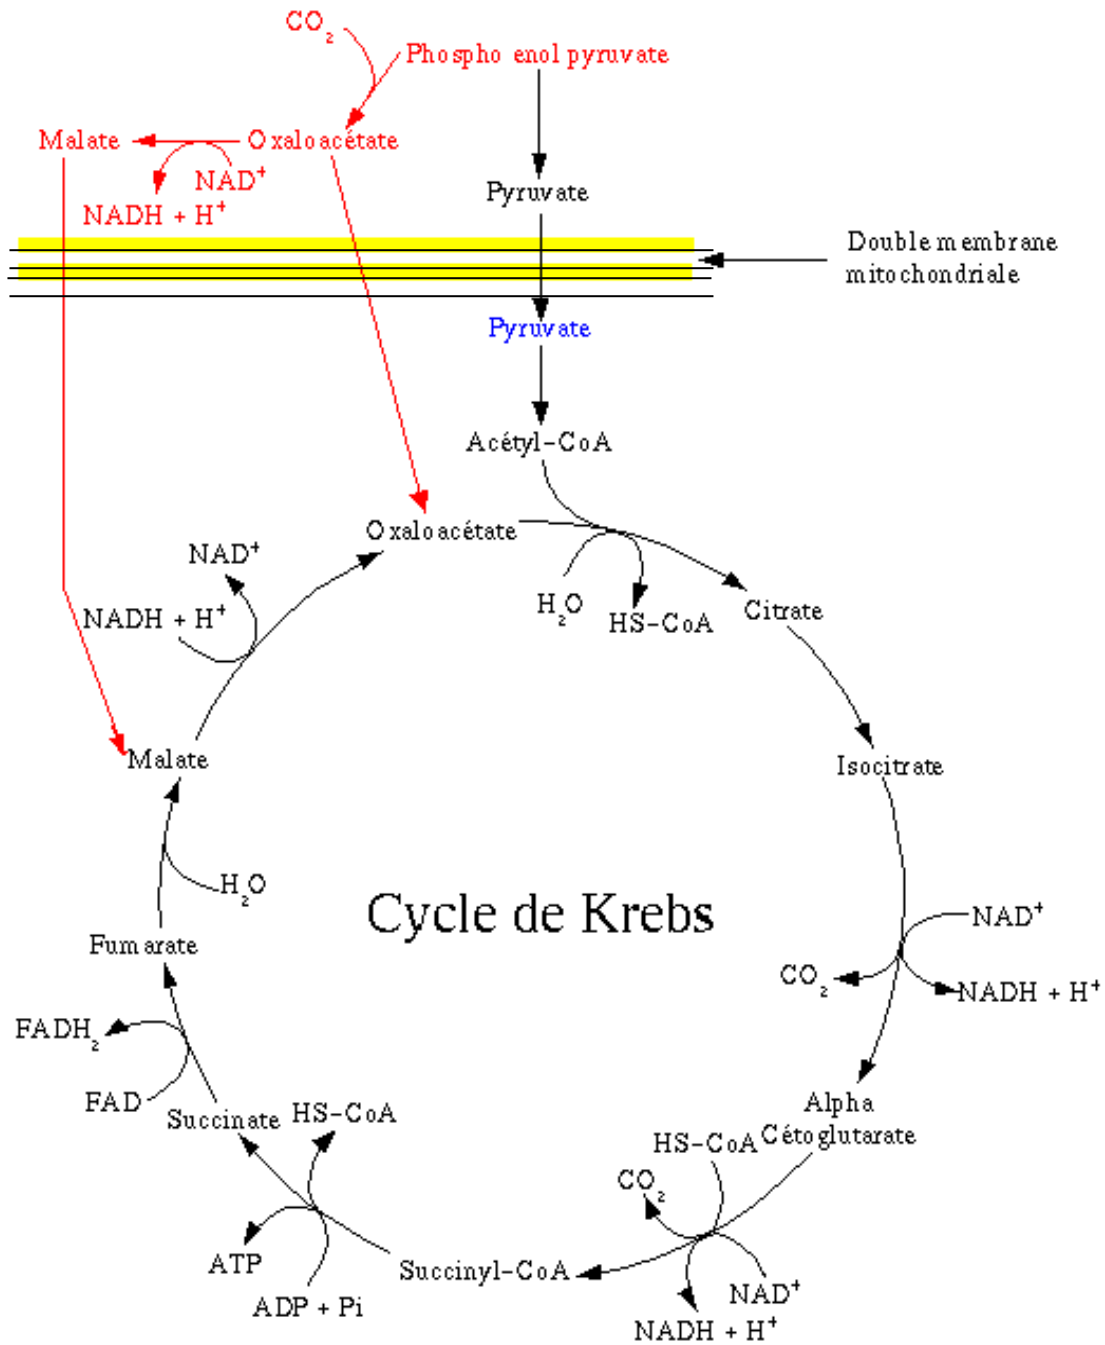 CO₂
Phospho enol pyruvate
Malate
Oxaloacétate
NAD⁺
NADH + H⁺
Pyruvate
Double membrane
mitochondriale
Pyruvate
Acétyl-CoA
Oxaloacétate
NAD⁺
NADH + H⁺
H₂O
HS-CoA
Citrate
Malate
Isocitrate
H₂O
Cycle de Krebs
NAD⁺
Fumarate
CO₂
NADH + H⁺
FADH₂
FAD
Succinate
HS-CoA
Alpha
Cétoglutarate
HS-CoA
CO₂
ATP
Succinyl-CoA
ADP + Pi
NAD⁺
NADH + H⁺